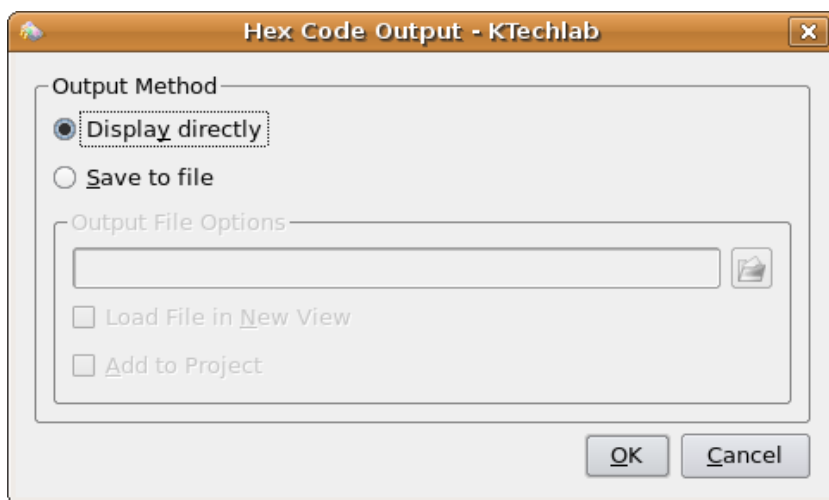 Hex Code Output - KTechlab
Output Method
Display directly
Save to file
Output File Options
Load File in New View
Add to Project
OK
Cancel